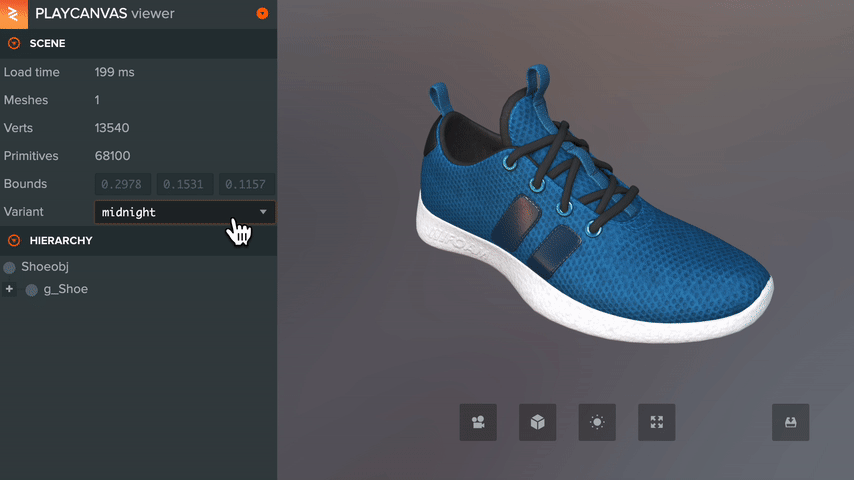 PLAYCANVAS viewer
SCENE
Load time 199 ms
Meshes 1
Verts 13540
Primitives 68100
Bounds 0.2978 0.1531 0.1157
Variant midnight
HIERARCHY
Shoeobj
+ g_Shoe